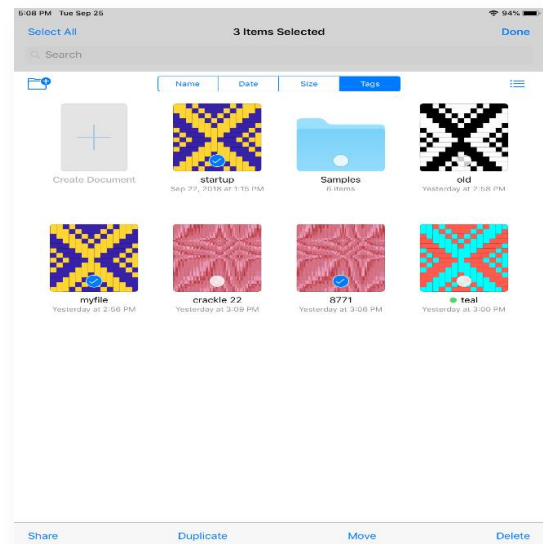 5:08 PM Tue Sep 25 94%
Select All 3 Items Selected Done
Search
Name Date Size Tags
Create Document startup Samples old
Sep 22, 2018 at 1:15 PM 6 items Yesterday at 2:58 PM
myfile crackle 22 8771 teal
Yesterday at 2:56 PM Yesterday at 3:09 PM Yesterday at 3:06 PM Yesterday at 3:00 PM
Share Duplicate Move Delete